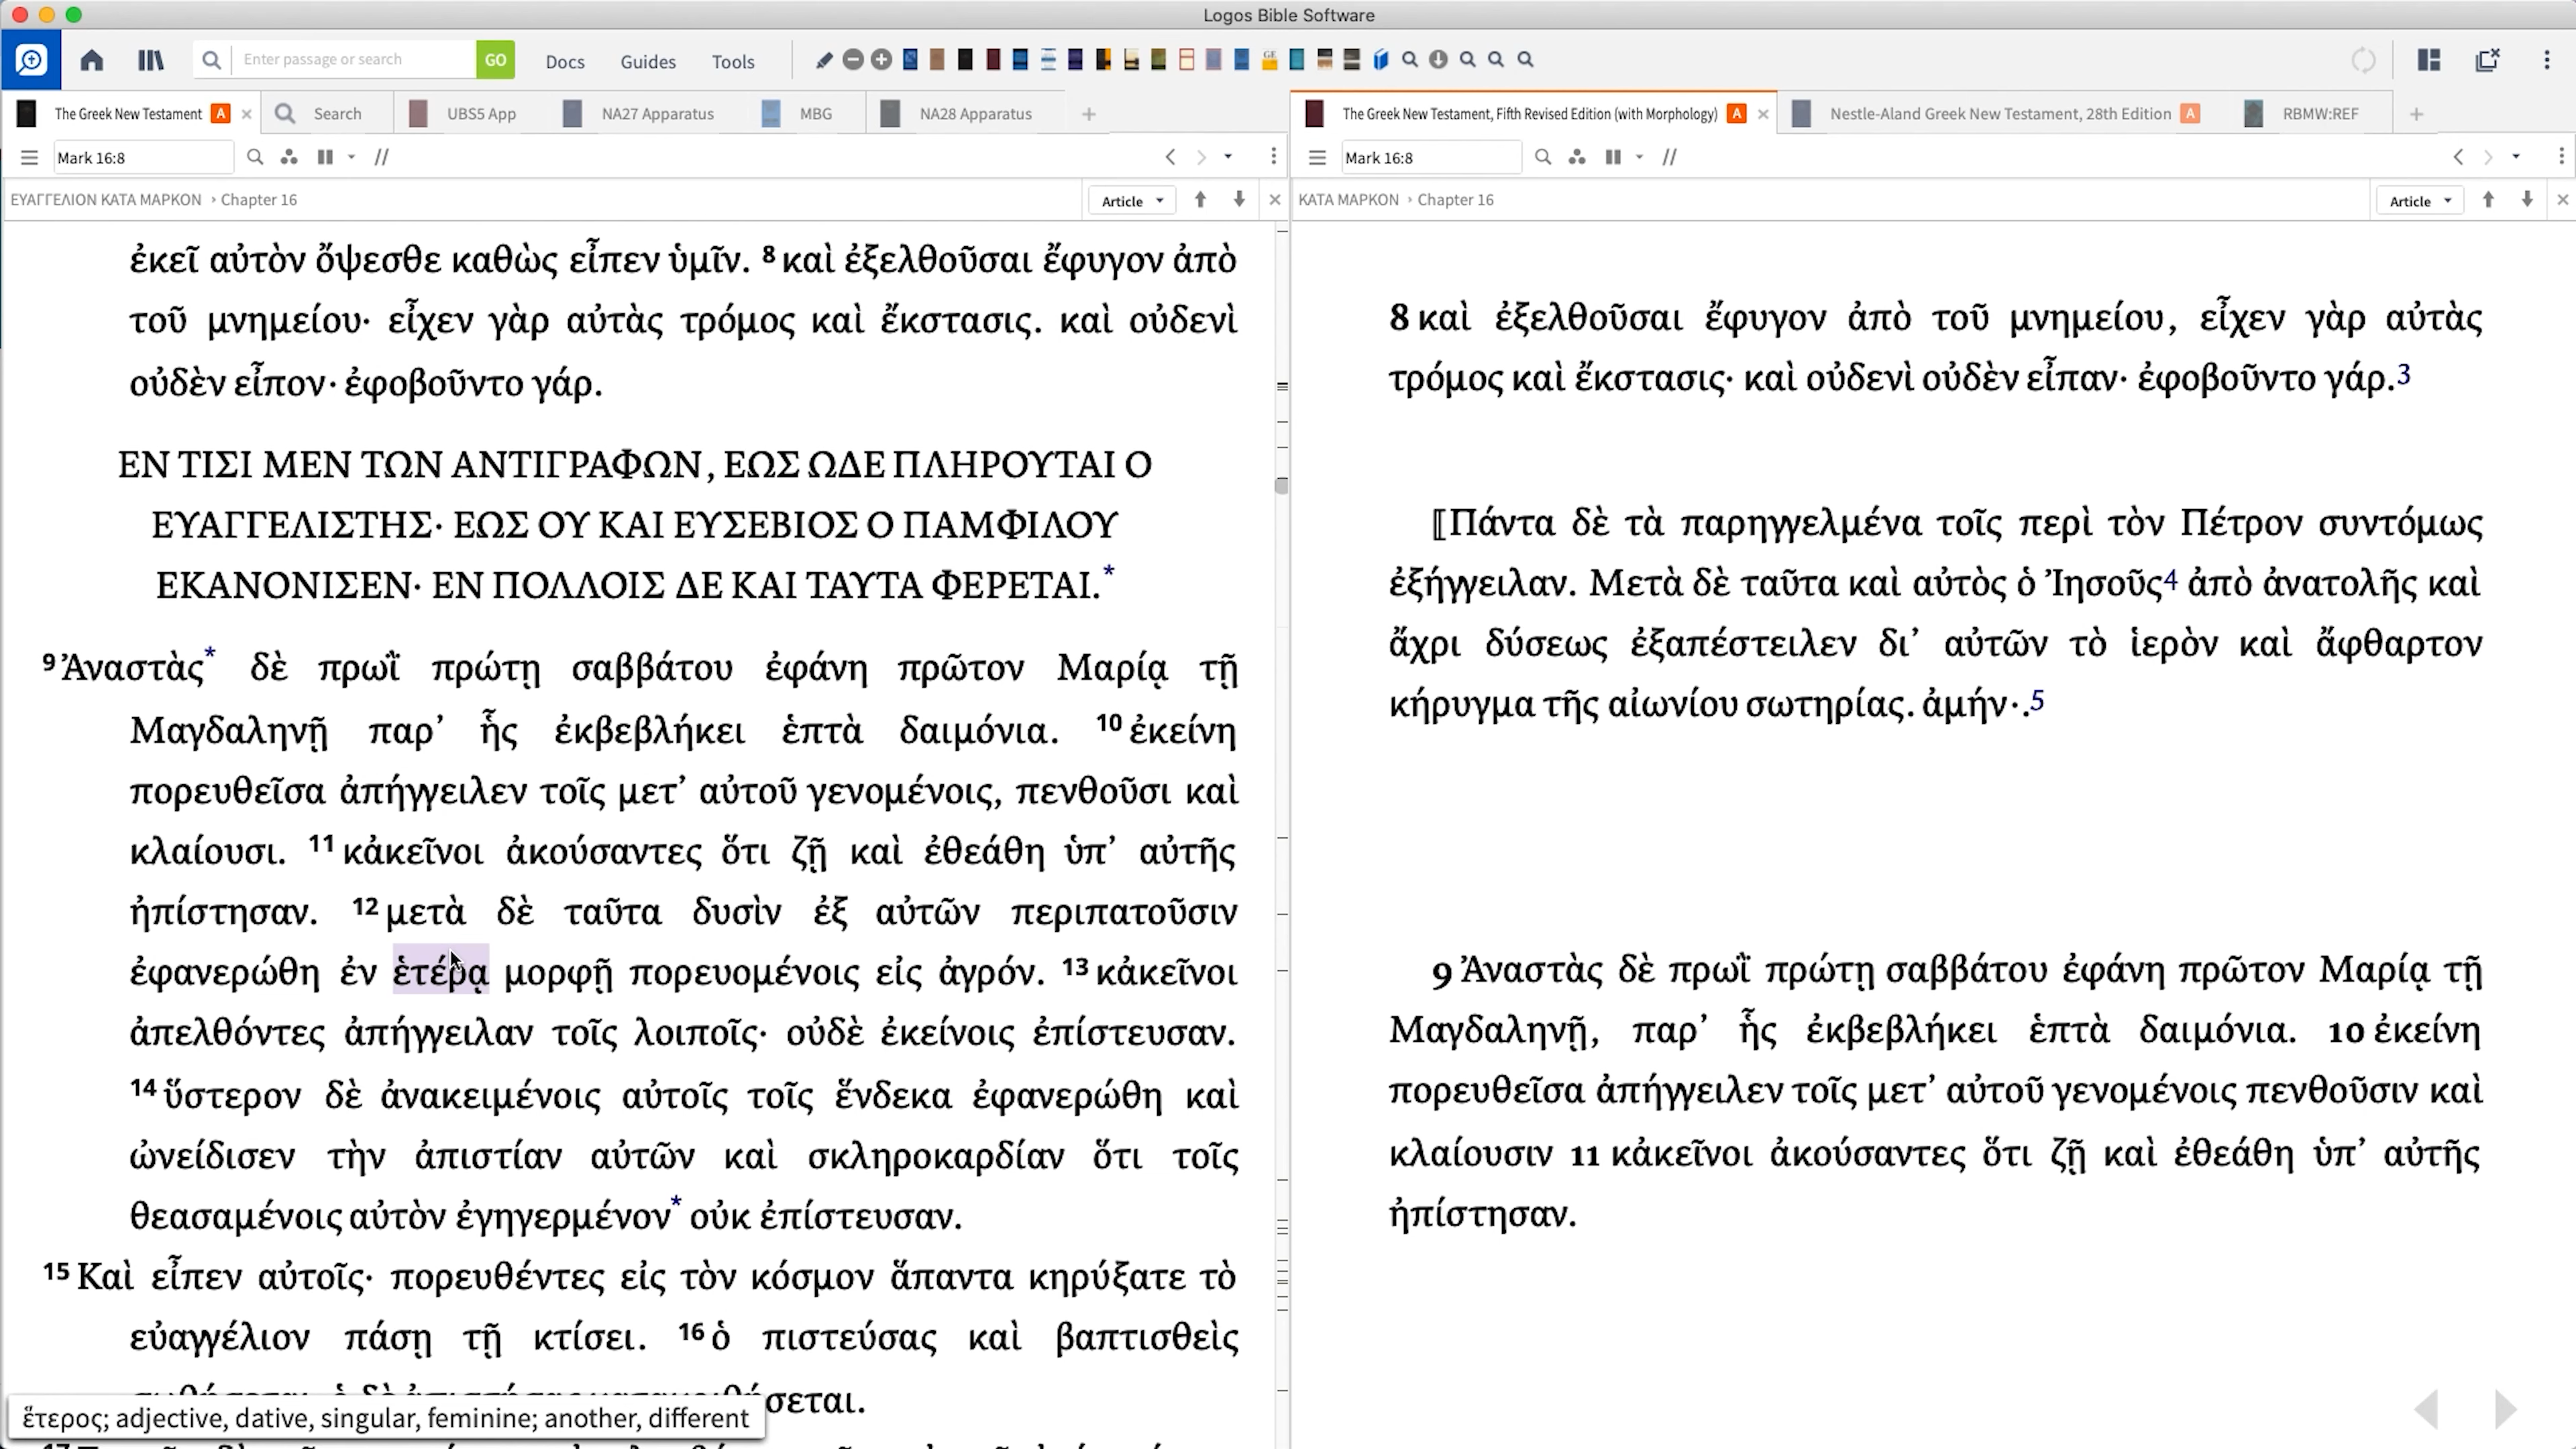 Logos Bible Software
Enter passage or search GO Docs Guides Tools
The Greek New Testament A Search UBS5 App NA27 Apparatus MBG NA28 Apparatus
Mark 16:8
ΕΥΑΓΓΕΛΙΟΝ ΚΑΤΑ ΜΑΡΚΟΝ › Chapter 16 Article
ἐκεῖ αὐτὸν ὄψεσθε καθὼς εἶπεν ὑμῖν. 8 καὶ ἐξελθοῦσαι ἔφυγον ἀπὸ
τοῦ μνημείου· εἶχεν γὰρ αὐτὰς τρόμος καὶ ἔκστασις. καὶ οὐδενὶ
οὐδὲν εἶπον· ἐφοβοῦντο γάρ.
ΕΝ ΤΙΣΙ ΜΕΝ ΤΩΝ ΑΝΤΙΓΡΑΦΩΝ, ΕΩΣ ΩΔΕ ΠΛΗΡΟΥΤΑΙ Ο
ΕΥΑΓΓΕΛΙΣΤΗΣ· ΕΩΣ ΟΥ ΚΑΙ ΕΥΣΕΒΙΟΣ Ο ΠΑΜΦΙΛΟΥ
ΕΚΑΝΟΝΙΣΕΝ· ΕΝ ΠΟΛΛΟΙΣ ΔΕ ΚΑΙ ΤΑΥΤΑ ΦΕΡΕΤΑΙ.*
9 Ἀναστὰς* δὲ πρωῒ πρώτῃ σαββάτου ἐφάνη πρῶτον Μαρίᾳ τῇ
Μαγδαληνῇ παρ’ ἧς ἐκβεβλήκει ἑπτὰ δαιμόνια. 10 ἐκείνη
πορευθεῖσα ἀπήγγειλεν τοῖς μετ’ αὐτοῦ γενομένοις, πενθοῦσι καὶ
κλαίουσι. 11 κἀκεῖνοι ἀκούσαντες ὅτι ζῇ καὶ ἐθεάθη ὑπ’ αὐτῆς
ἠπίστησαν. 12 μετὰ δὲ ταῦτα δυσὶν ἐξ αὐτῶν περιπατοῦσιν
ἐφανερώθη ἐν ἑτέρᾳ μορφῇ πορευομένοις εἰς ἀγρόν. 13 κἀκεῖνοι
ἀπελθόντες ἀπήγγειλαν τοῖς λοιποῖς· οὐδὲ ἐκείνοις ἐπίστευσαν.
14 ὕστερον δὲ ἀνακειμένοις αὐτοῖς τοῖς ἕνδεκα ἐφανερώθη καὶ
ὠνείδισεν τὴν ἀπιστίαν αὐτῶν καὶ σκληροκαρδίαν ὅτι τοῖς
θεασαμένοις αὐτὸν ἐγηγερμένον* οὐκ ἐπίστευσαν.
15 Καὶ εἶπεν αὐτοῖς· πορευθέντες εἰς τὸν κόσμον ἅπαντα κηρύξατε τὸ
εὐαγγέλιον πάσῃ τῇ κτίσει. 16 ὁ πιστεύσας καὶ βαπτισθεὶς
ἕτερος; adjective, dative, singular, feminine; another, different
The Greek New Testament, Fifth Revised Edition (with Morphology) A Nestle-Aland Greek New Testament, 28th Edition A RBMW:REF
Mark 16:8
ΚΑΤΑ ΜΑΡΚΟΝ › Chapter 16 Article
8 καὶ ἐξελθοῦσαι ἔφυγον ἀπὸ τοῦ μνημείου, εἶχεν γὰρ αὐτὰς
τρόμος καὶ ἔκστασις· καὶ οὐδενὶ οὐδὲν εἶπαν· ἐφοβοῦντο γάρ.3
⟦Πάντα δὲ τὰ παρηγγελμένα τοῖς περὶ τὸν Πέτρον συντόμως
ἐξήγγειλαν. Μετὰ δὲ ταῦτα καὶ αὐτὸς ὁ Ἰησοῦς4 ἀπὸ ἀνατολῆς καὶ
ἄχρι δύσεως ἐξαπέστειλεν δι’ αὐτῶν τὸ ἱερὸν καὶ ἄφθαρτον
κήρυγμα τῆς αἰωνίου σωτηρίας. ἀμήν·.5
9 Ἀναστὰς δὲ πρωῒ πρώτῃ σαββάτου ἐφάνη πρῶτον Μαρίᾳ τῇ
Μαγδαληνῇ, παρ’ ἧς ἐκβεβλήκει ἑπτὰ δαιμόνια. 10 ἐκείνη
πορευθεῖσα ἀπήγγειλεν τοῖς μετ’ αὐτοῦ γενομένοις πενθοῦσιν καὶ
κλαίουσιν 11 κἀκεῖνοι ἀκούσαντες ὅτι ζῇ καὶ ἐθεάθη ὑπ’ αὐτῆς
ἠπίστησαν.